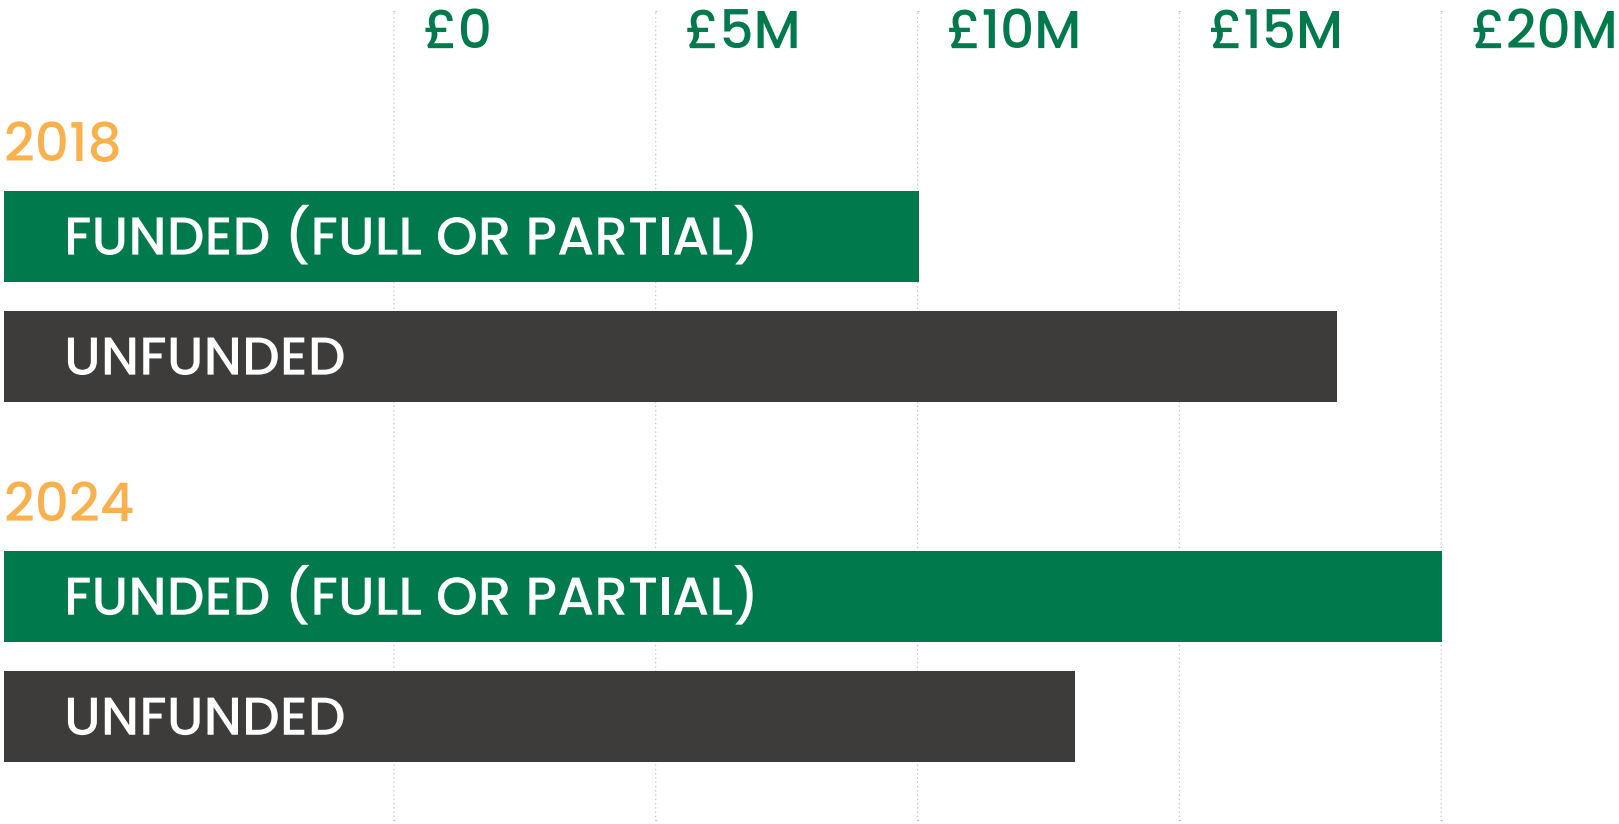 £0 £5M £10M £15M £20M
2018
FUNDED (FULL OR PARTIAL)
UNFUNDED
2024
FUNDED (FULL OR PARTIAL)
UNFUNDED